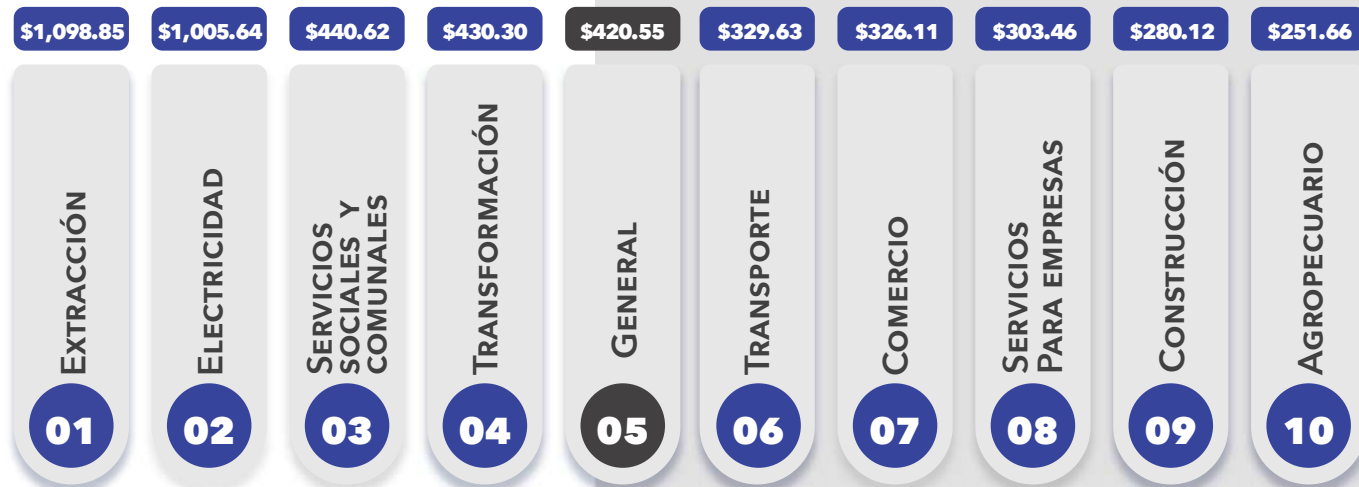 $1,098.85
$1,005.64
$440.62
$430.30
$420.55
$329.63
$326.11
$303.46
$280.12
$251.66
EXTRACCIÓN
ELECTRICIDAD
SERVICIOS
SOCIALES Y
COMUNALES
TRANSFORMACIÓN
GENERAL
TRANSPORTE
COMERCIO
SERVICIOS
PARA EMPRESAS
CONSTRUCCIÓN
AGROPECUARIO
01
02
03
04
05
06
07
08
09
10